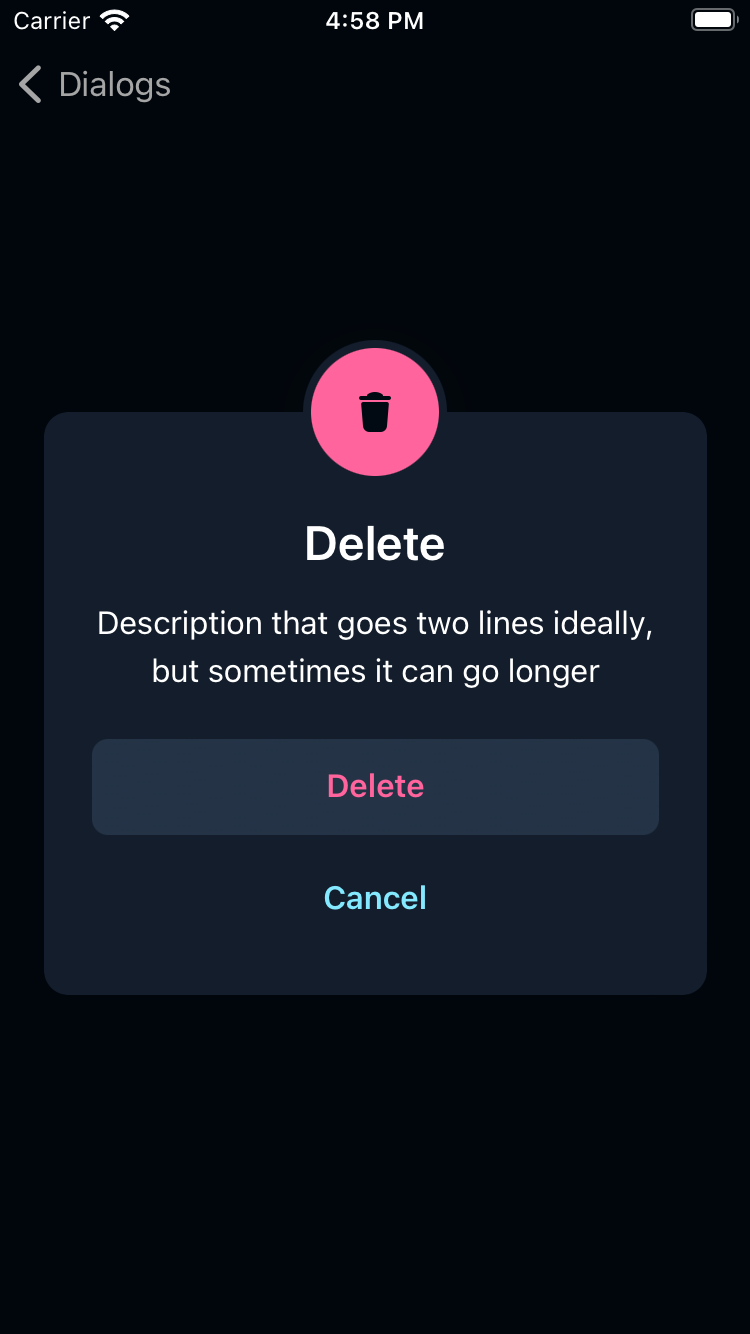 Carrier 4:58 PM
Dialogs
Delete
Description that goes two lines ideally,
but sometimes it can go longer
Delete
Cancel